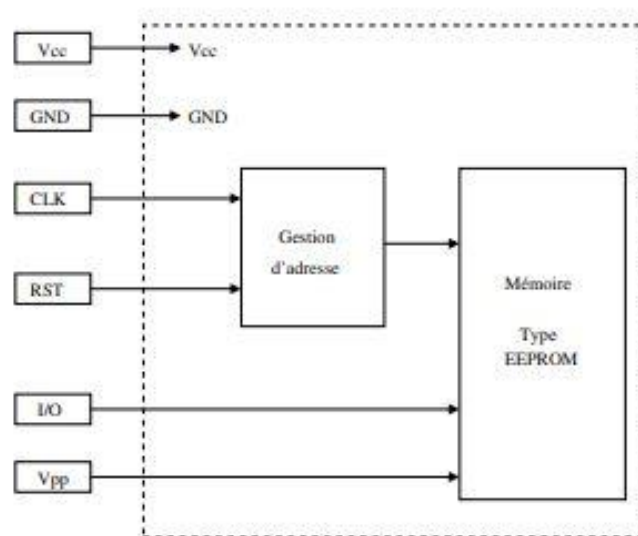 Vcc
Vcc
GND
GND
CLK
Gestion
d'adresse
RST
Mémoire
Type
EEPROM
I/O
Vpp